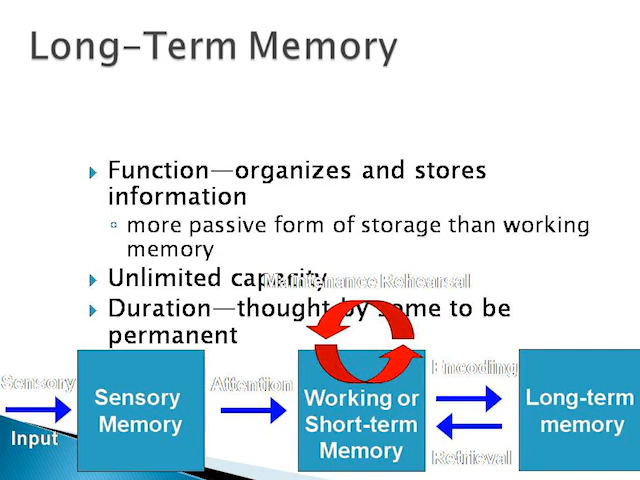 Long-Term Memory
Function—organizes and stores
information
more passive form of storage than working
memory
Unlimited capacity
Maintenance Rehearsal
Duration—thought by some to be
permanent
Sensory
Input
Sensory
Memory
Attention
Working or
Short-term
Memory
Encoding
Retrieval
Long-term
memory